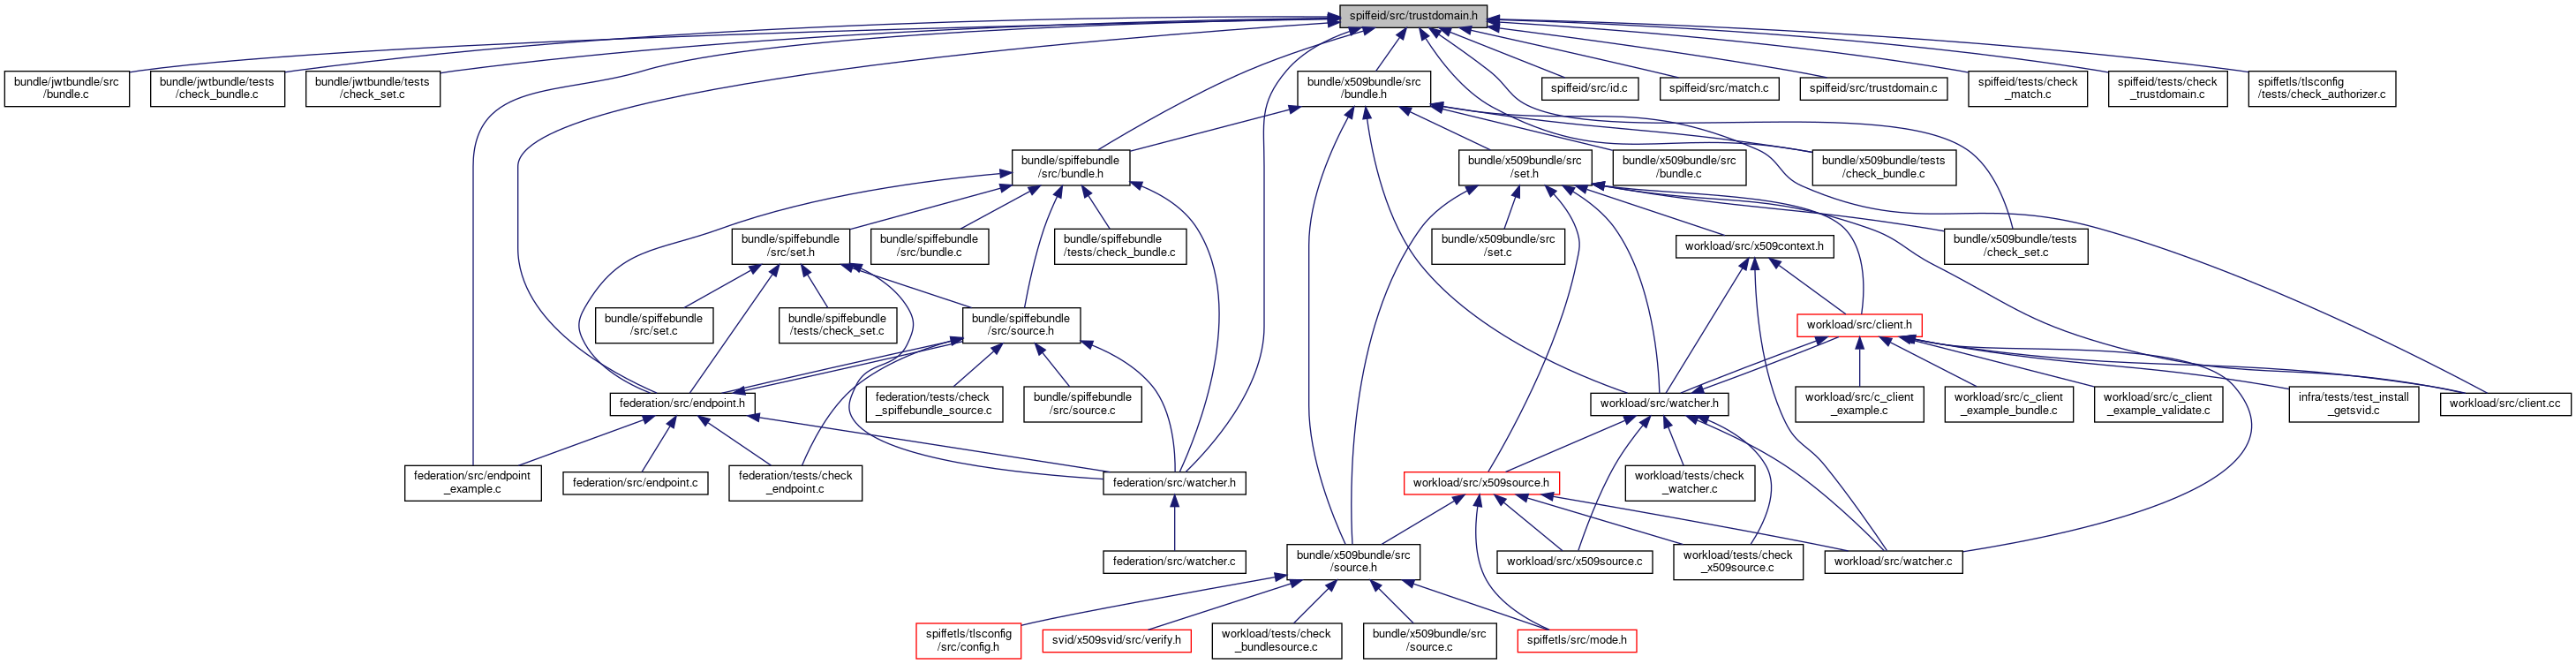 spiffeid/src/trustdomain.h
bundle/jwtbundle/src
/bundle.c
bundle/jwtbundle/tests
/check_bundle.c
bundle/jwtbundle/tests
/check_set.c
bundle/x509bundle/src
/bundle.h
spiffeid/src/id.c
spiffeid/src/match.c
spiffeid/src/trustdomain.c
spiffeid/tests/check
_match.c
spiffeid/tests/check
_trustdomain.c
spiffetls/tlsconfig
/tests/check_authorizer.c
bundle/spiffebundle
/src/bundle.h
bundle/x509bundle/src
/set.h
bundle/x509bundle/src
/bundle.c
bundle/x509bundle/tests
/check_bundle.c
bundle/spiffebundle
/src/set.h
bundle/spiffebundle
/src/bundle.c
bundle/spiffebundle
/tests/check_bundle.c
bundle/x509bundle/src
/set.c
workload/src/x509context.h
bundle/x509bundle/tests
/check_set.c
bundle/spiffebundle
/src/set.c
bundle/spiffebundle
/tests/check_set.c
bundle/spiffebundle
/src/source.h
workload/src/client.h
federation/src/endpoint.h
federation/tests/check
_spiffebundle_source.c
bundle/spiffebundle
/src/source.c
workload/src/watcher.h
workload/src/c_client
_example.c
workload/src/c_client
_example_bundle.c
workload/src/c_client
_example_validate.c
infra/tests/test_install
_getsvid.c
workload/src/client.cc
federation/src/endpoint
_example.c
federation/src/endpoint.c
federation/tests/check
_endpoint.c
federation/src/watcher.h
workload/src/x509source.h
workload/tests/check
_watcher.c
federation/src/watcher.c
bundle/x509bundle/src
/source.h
workload/src/x509source.c
workload/tests/check
_x509source.c
workload/src/watcher.c
spiffetls/tlsconfig
/src/config.h
svid/x509svid/src/verify.h
workload/tests/check
_bundlesource.c
bundle/x509bundle/src
/source.c
spiffetls/src/mode.h